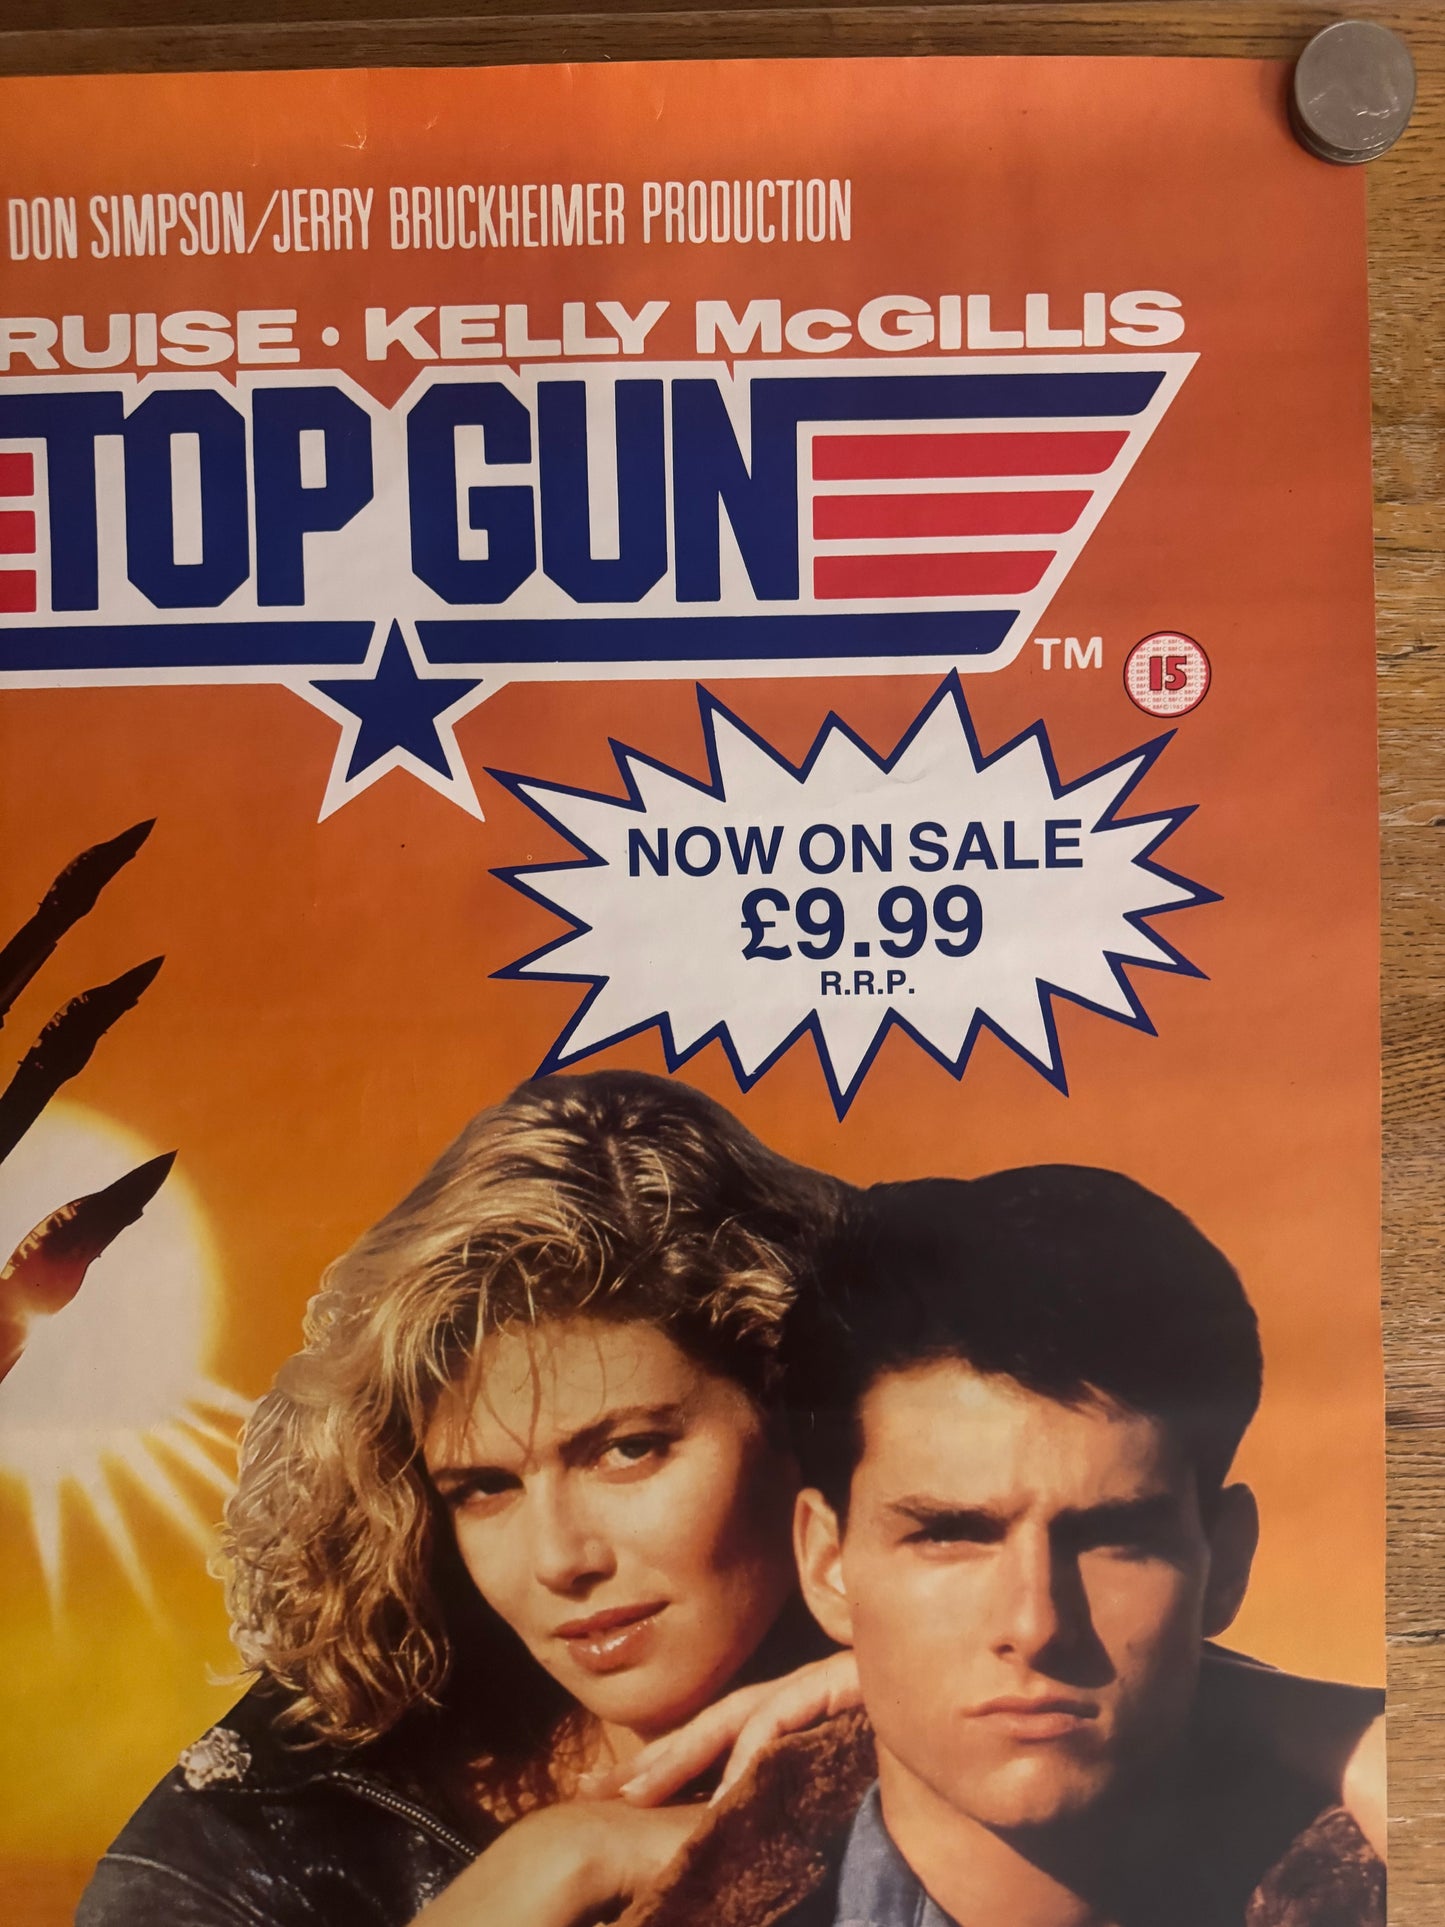 DON SIMPSON/JERRY BRUCKHEIMER PRODUCTION
RUISE · KELLY McGILLIS
TOP GUN
TM
15
NOW ON SALE
£9.99
R.R.P.